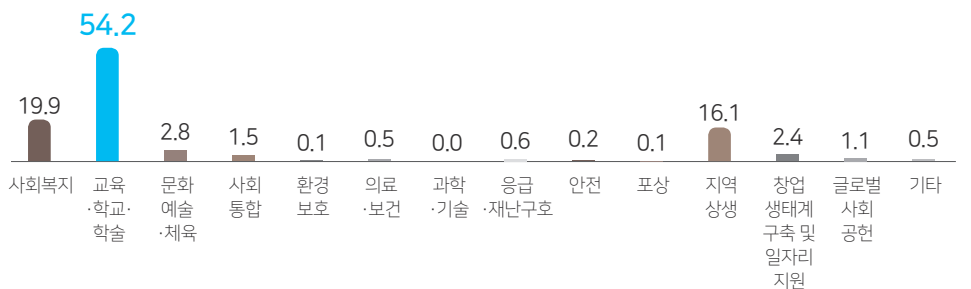 54.2
19.9
2.8
1.5
0.1
0.5
0.0
0.6
0.2
0.1
16.1
2.4
1.1
0.5
사회복지
교육
·학교·
학술
문화
예술
·체육
사회
통합
환경
보호
의료
·보건
과학
·기술
응급
·재난구호
안전
포상
지역
상생
창업
생태계
구축 및
일자리
지원
글로벌
사회
공헌
기타